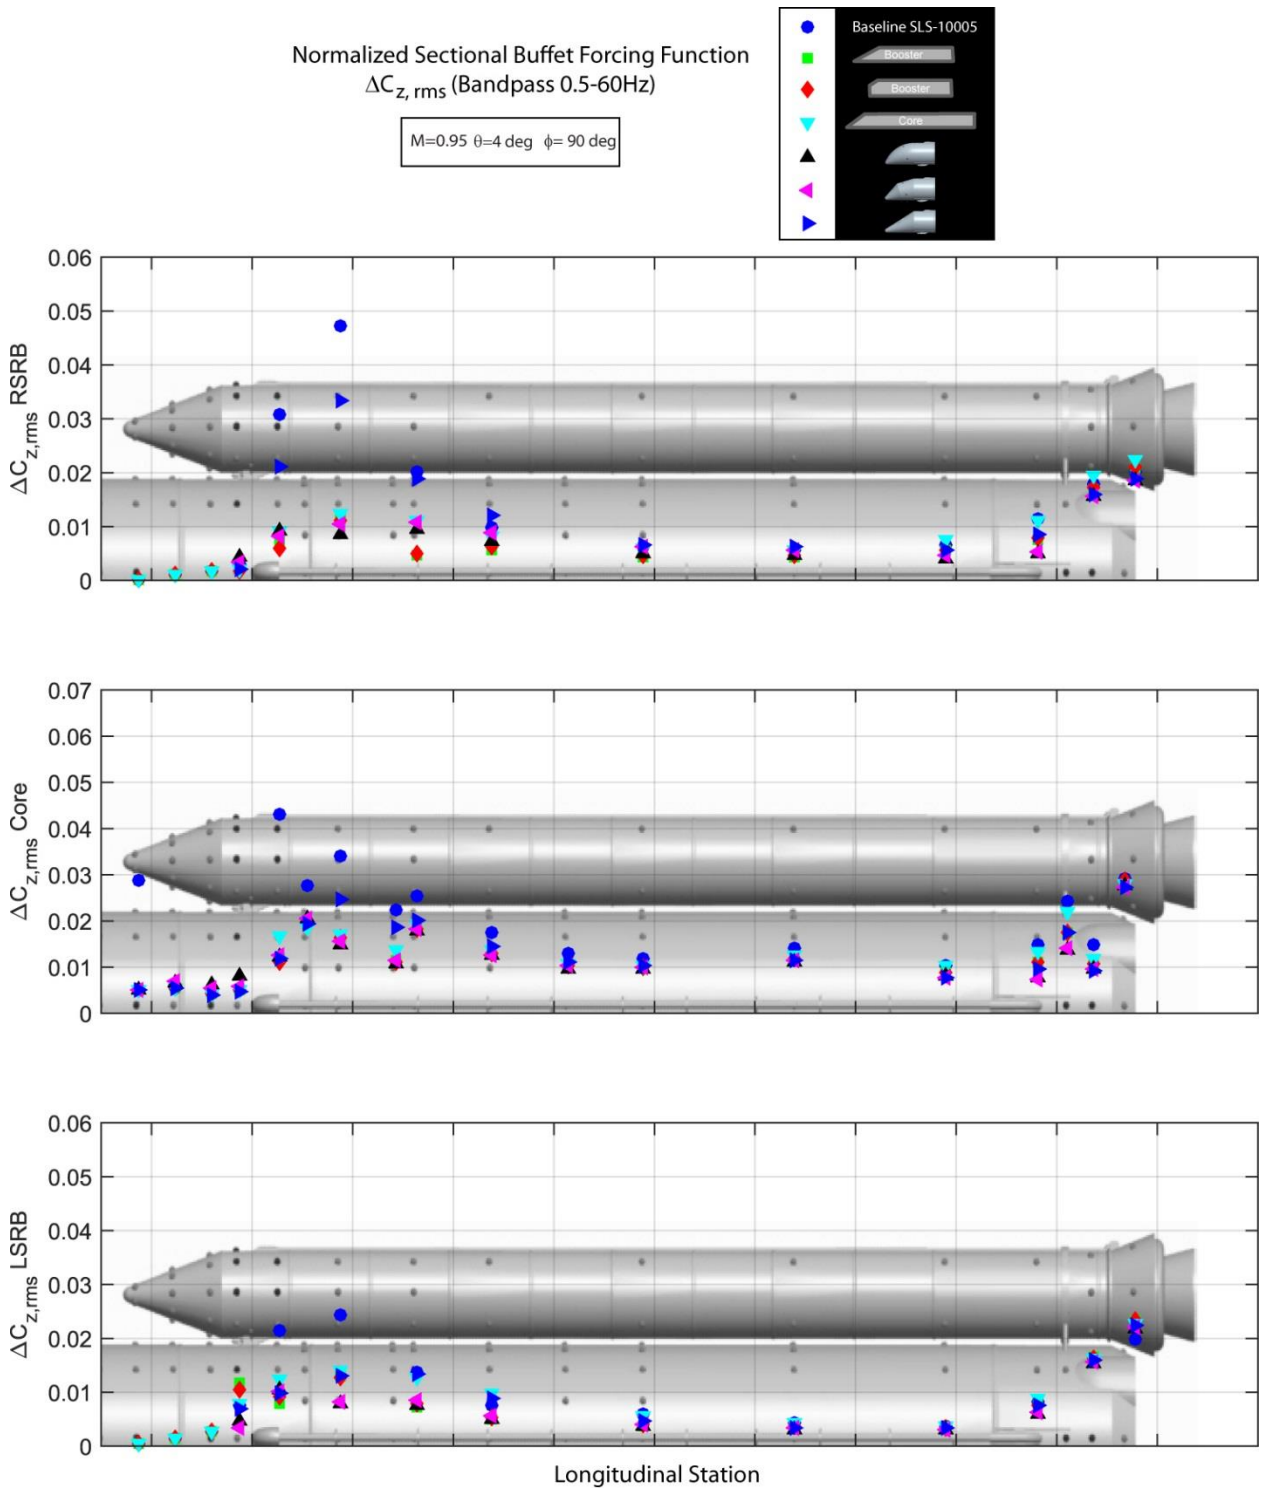 Normalized Sectional Buffet Forcing Function
ΔC z, rms (Bandpass 0.5-60Hz)
M=0.95 θ=4 deg ϕ= 90 deg
Baseline SLS-10005
Booster
Booster
Core
0.06
0.05
0.04
0.03
0.02
0.01
0
ΔCz,rms RSRB
0.07
0.06
0.05
0.04
0.03
0.02
0.01
0
ΔCz,rms Core
0.06
0.05
0.04
0.03
0.02
0.01
0
ΔCz,rms LSRB
Longitudinal Station